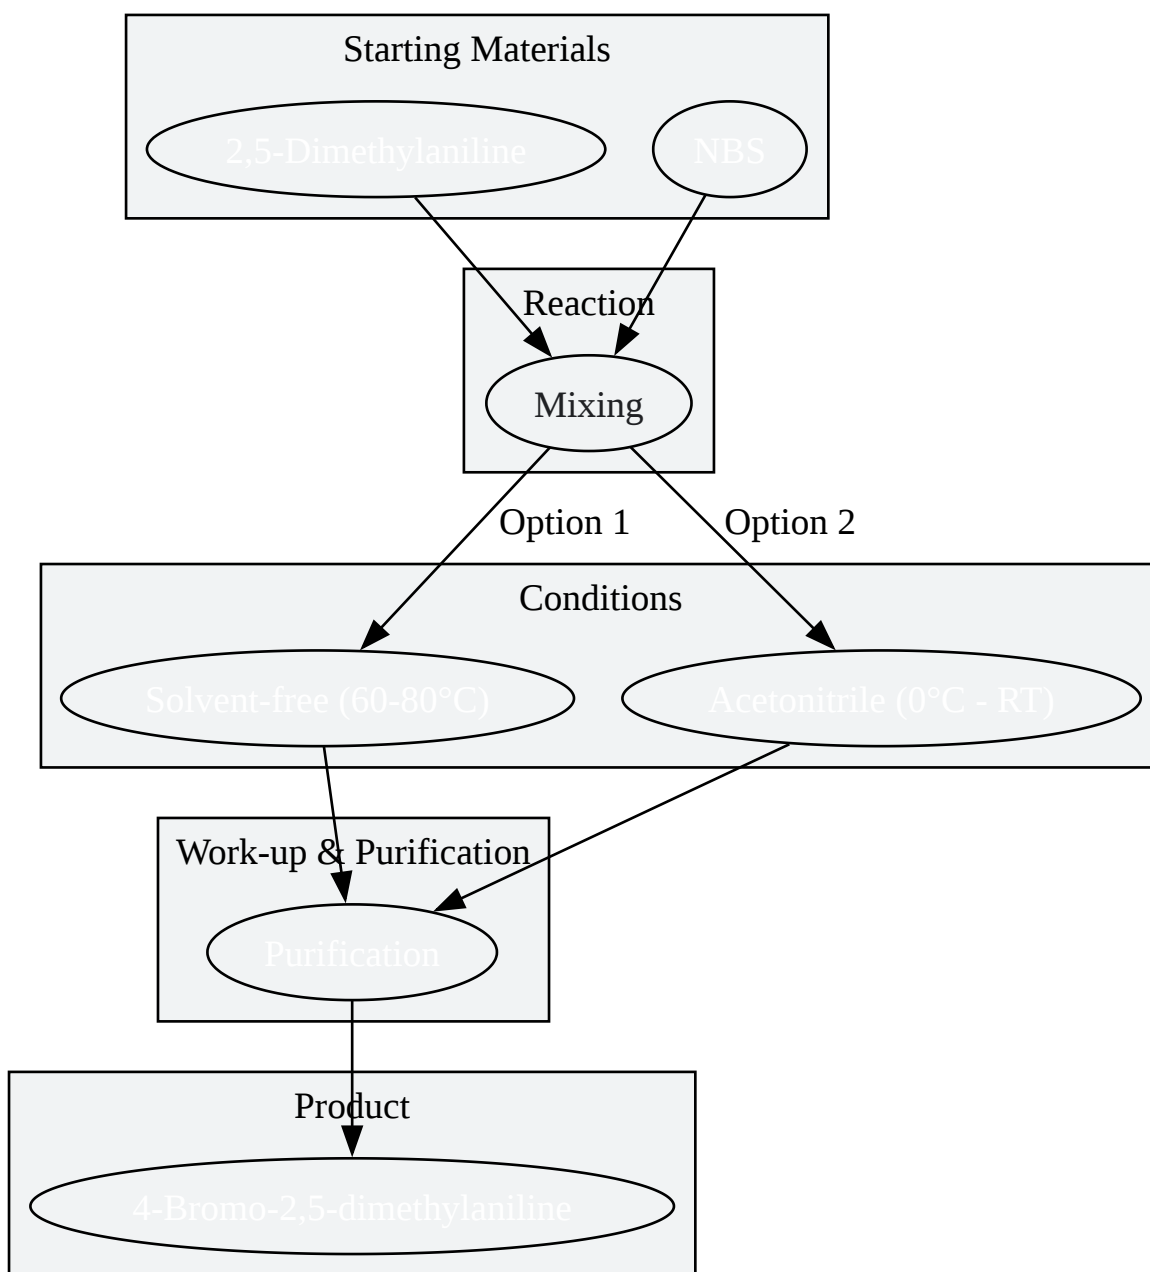 Starting Materials
2,5-Dimethylaniline
NBS
Reaction
Mixing
Option 1
Option 2
Conditions
Solvent-free (60-80°C)
Acetonitrile (0°C - RT)
Work-up & Purification
Purification
Product
4-Bromo-2,5-dimethylaniline